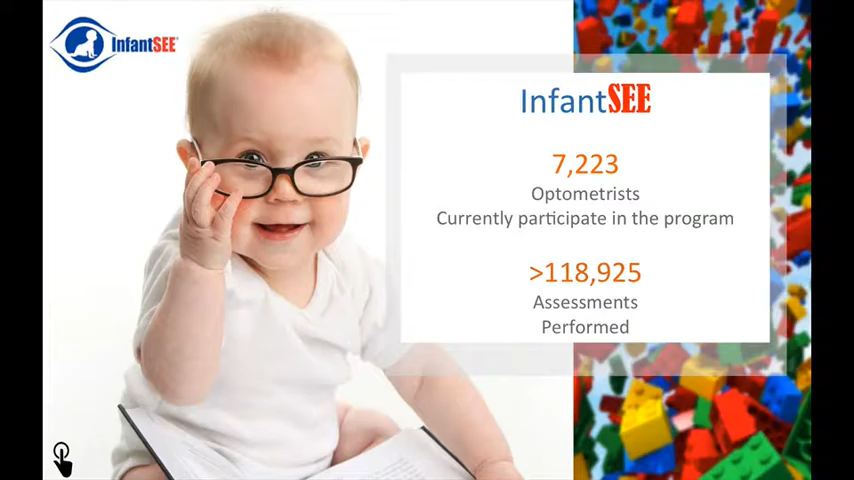 InfantSEE®
InfantSEE
7,223
Optometrists
Currently participate in the program
>118,925
Assessments
Performed